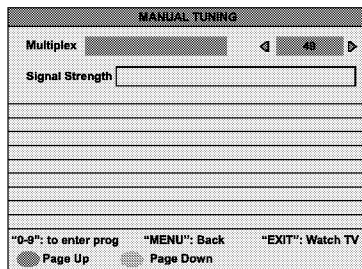 MANUAL TUNING
Multiplex 49
Signal Strength
“0-9”: to enter prog “MENU”: Back “EXIT”: Watch TV
Page Up Page Down